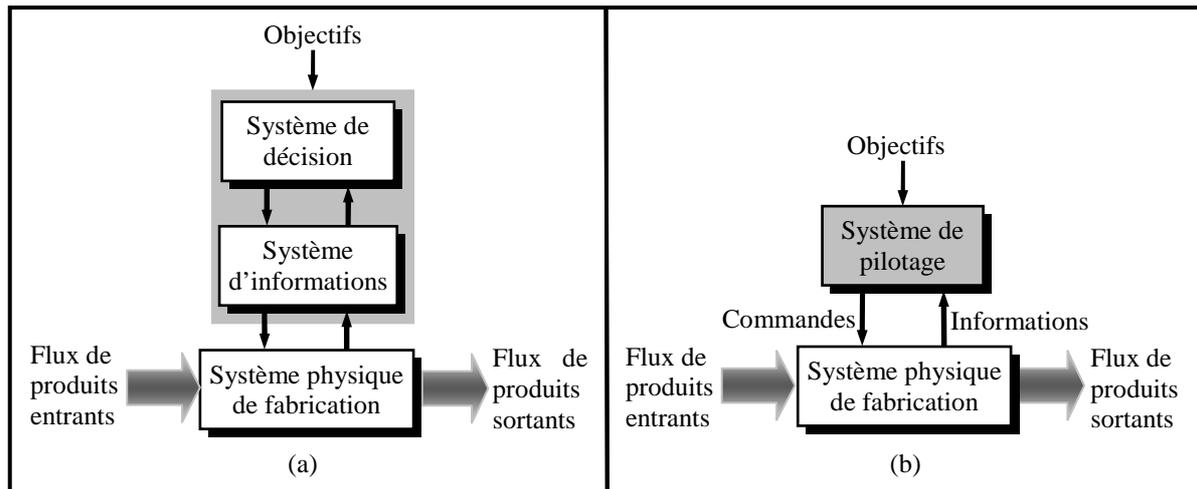 Objectifs
Système de
décision
Système
d’informations
Flux de
produits
entrants
Système physique
de fabrication
Flux de
produits
sortants
(a)
Objectifs
Système de
pilotage
Commandes
Informations
Flux de
produits
entrants
Système physique
de fabrication
Flux de
produits
sortants
(b)